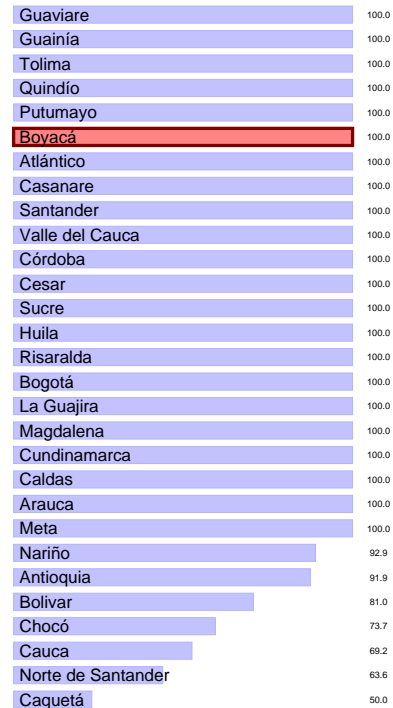 Guaviare 100.0
Guainía 100.0
Tolima 100.0
Quindío 100.0
Putumayo 100.0
Boyacá 100.0
Atlántico 100.0
Casanare 100.0
Santander 100.0
Valle del Cauca 100.0
Córdoba 100.0
Cesar 100.0
Sucre 100.0
Huila 100.0
Risaralda 100.0
Bogotá 100.0
La Guajira 100.0
Magdalena 100.0
Cundinamarca 100.0
Caldas 100.0
Arauca 100.0
Meta 100.0
Nariño 92.9
Antioquia 91.9
Bolivar 81.0
Chocó 73.7
Cauca 69.2
Norte de Santander 63.6
Caquetá 50.0